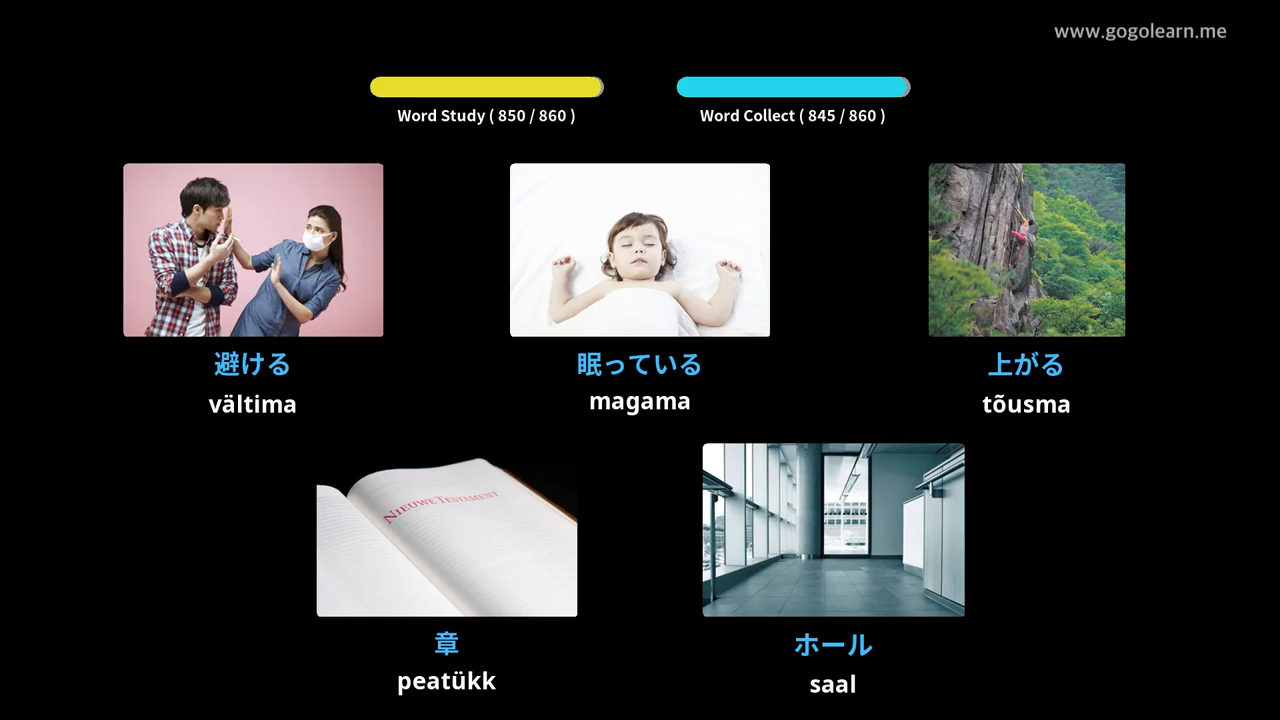 www.gogolearn.me
Word Study ( 850 / 860 )
Word Collect ( 845 / 860 )
避ける
vältima
眠っている
magama
上がる
tõusma
NIEUWE TESTAMENT
章
peatükk
ホール
saal